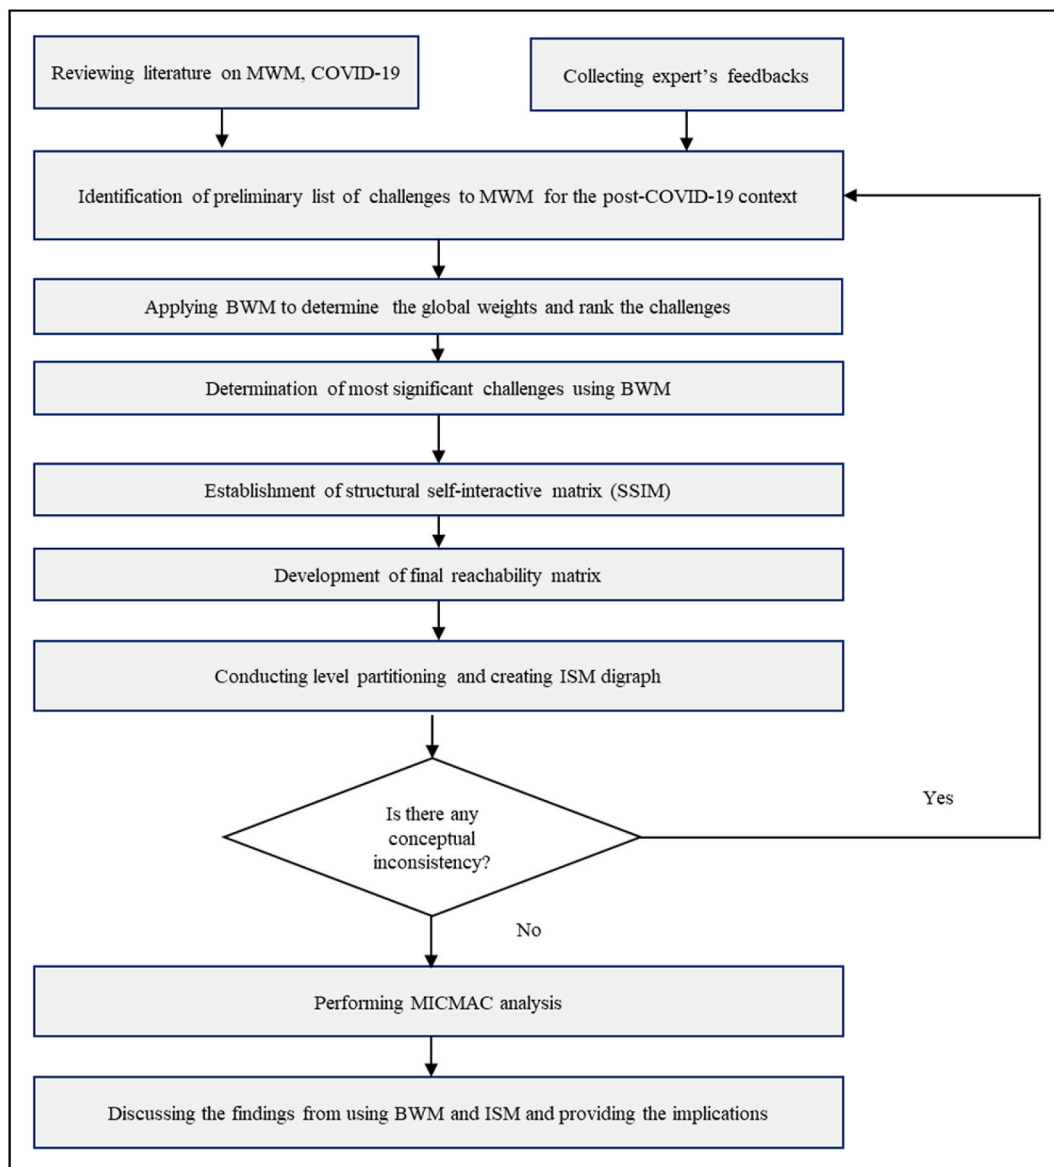 Reviewing literature on MWM, COVID-19
Collecting expert's feedbacks
Identification of preliminary list of challenges to MWM for the post-COVID-19 context
Applying BWM to determine the global weights and rank the challenges
Determination of most significant challenges using BWM
Establishment of structural self-interactive matrix (SSIM)
Development of final reachability matrix
Conducting level partitioning and creating ISM digraph
Is there any
conceptual
inconsistency?
Yes
No
Performing MICMAC analysis
Discussing the findings from using BWM and ISM and providing the implications